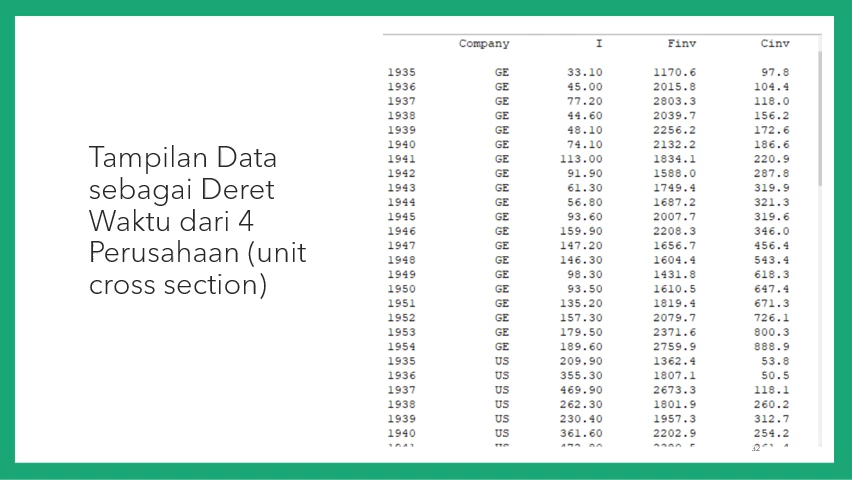 Tampilan Data
sebagai Deret
Waktu dari 4
Perusahaan (unit
cross section)
Company I Finv Cinv
1935 GE 33.10 1170.6 97.8
1936 GE 45.00 2015.8 104.4
1937 GE 77.20 2803.3 118.0
1938 GE 44.60 2039.7 156.2
1939 GE 48.10 2256.2 172.6
1940 GE 74.10 2132.2 186.6
1941 GE 113.00 1834.1 220.9
1942 GE 91.90 1588.0 287.8
1943 GE 61.30 1749.4 319.9
1944 GE 56.80 1687.2 321.3
1945 GE 93.60 2007.7 319.6
1946 GE 159.90 2208.3 346.0
1947 GE 147.20 1656.7 456.4
1948 GE 146.30 1604.4 543.4
1949 GE 98.30 1431.8 618.3
1950 GE 93.50 1610.5 647.4
1951 GE 135.20 1819.4 671.3
1952 GE 157.30 2079.7 726.1
1953 GE 179.50 2371.6 800.3
1954 GE 189.60 2759.9 888.9
1935 US 209.90 1362.4 53.8
1936 US 355.30 1807.1 50.5
1937 US 469.90 2673.3 118.1
1938 US 262.30 1801.9 260.2
1939 US 230.40 1957.3 312.7
1940 US 361.60 2202.9 254.2